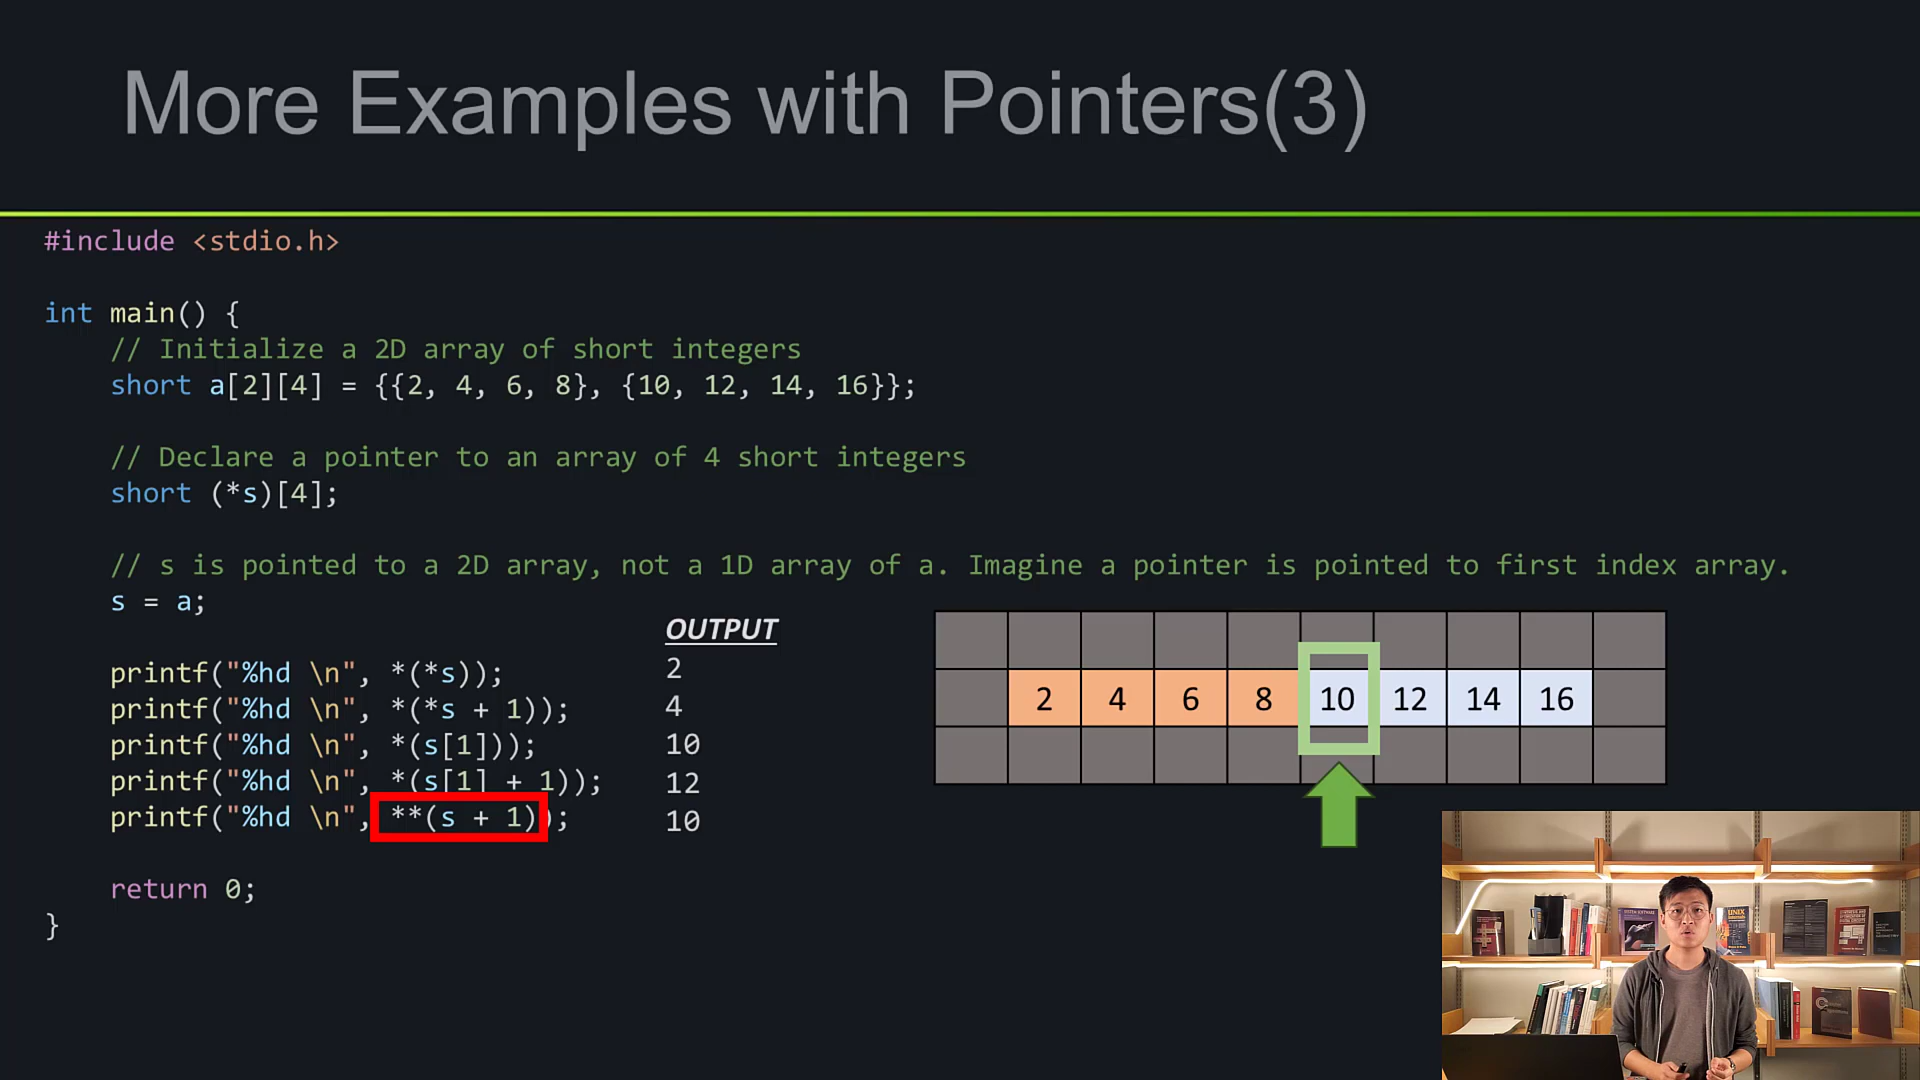 More Examples with Pointers(3)
#include <stdio.h>
int main() {
// Initialize a 2D array of short integers
short a[2][4] = {{2, 4, 6, 8}, {10, 12, 14, 16}};
// Declare a pointer to an array of 4 short integers
short (*s)[4];
// s is pointed to a 2D array, not a 1D array of a. Imagine a pointer is pointed to first index array.
s = a;
OUTPUT
printf("%hd \n", *(*s));
2
printf("%hd \n", *(*s + 1));
4
printf("%hd \n", *(s[1]));
10
printf("%hd \n", *(s[1] + 1));
12
printf("%hd \n", **(s + 1));
10
return 0;
}
2 4 6 8 10 12 14 16
UNIX